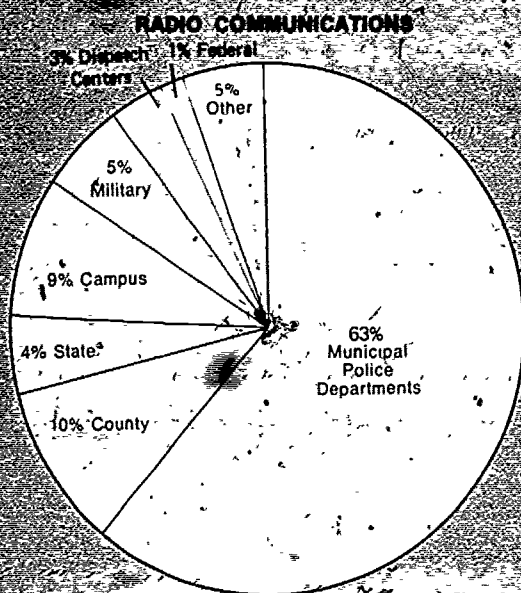 RADIO COMMUNICATIONS
3% Dispatch
Centers
1% Federal
5%
Other
5%
Military
9% Campus
4% State
10% County
63%
Municipal
Police
Departments